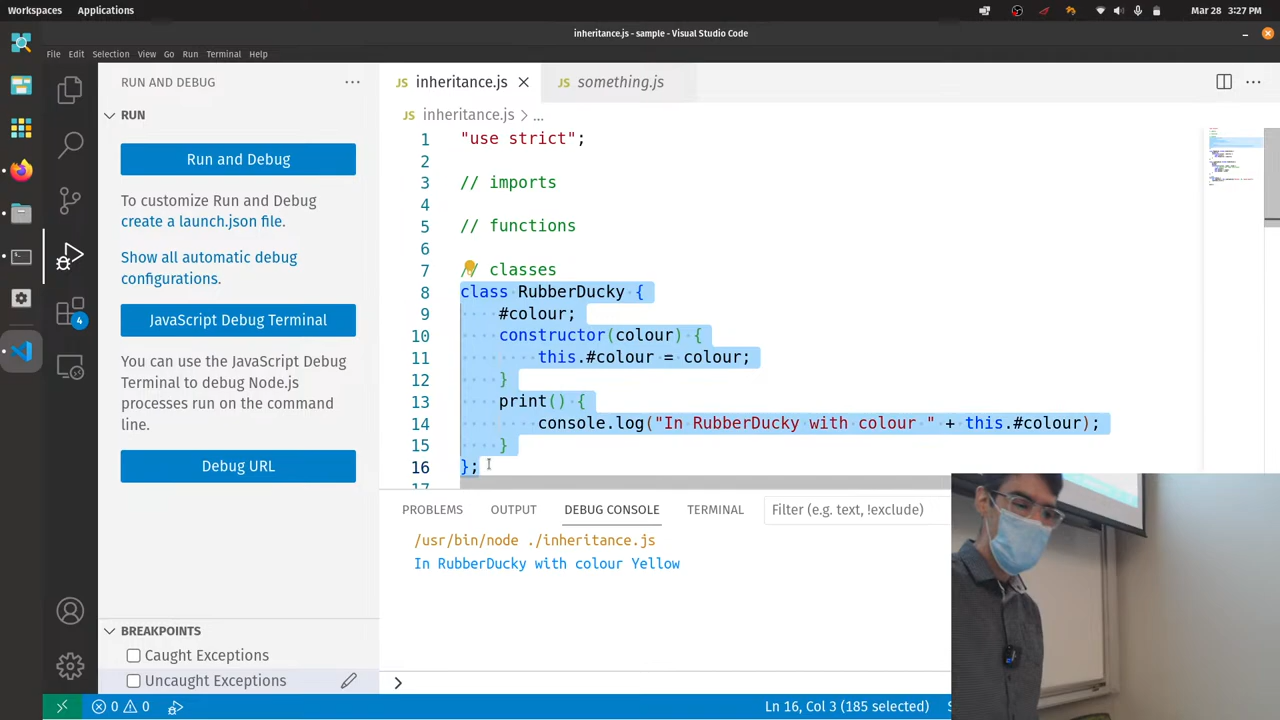 Workspaces Applications Mar 28 3:27 PM
inheritance.js - sample - Visual Studio Code
File Edit Selection View Go Run Terminal Help
RUN AND DEBUG
RUN
Run and Debug
To customize Run and Debug
create a launch.json file.
Show all automatic debug
configurations.
JavaScript Debug Terminal
You can use the JavaScript Debug
Terminal to debug Node.js
processes run on the command
line.
Debug URL
4
BREAKPOINTS
Caught Exceptions
Uncaught Exceptions
JS inheritance.js JS something.js
JS inheritance.js > ...
1 "use strict";
2
3 // imports
4
5 // functions
6
7 // classes
8 class RubberDucky {
9 #colour;
10 constructor(colour) {
11 this.#colour = colour;
12 }
13 print() {
14 console.log("In RubberDucky with colour " + this.#colour);
15 }
16 };
17
PROBLEMS OUTPUT DEBUG CONSOLE TERMINAL Filter (e.g. text, !exclude)
/usr/bin/node ./inheritance.js
In RubberDucky with colour Yellow
>
0 0 Ln 16, Col 3 (185 selected)